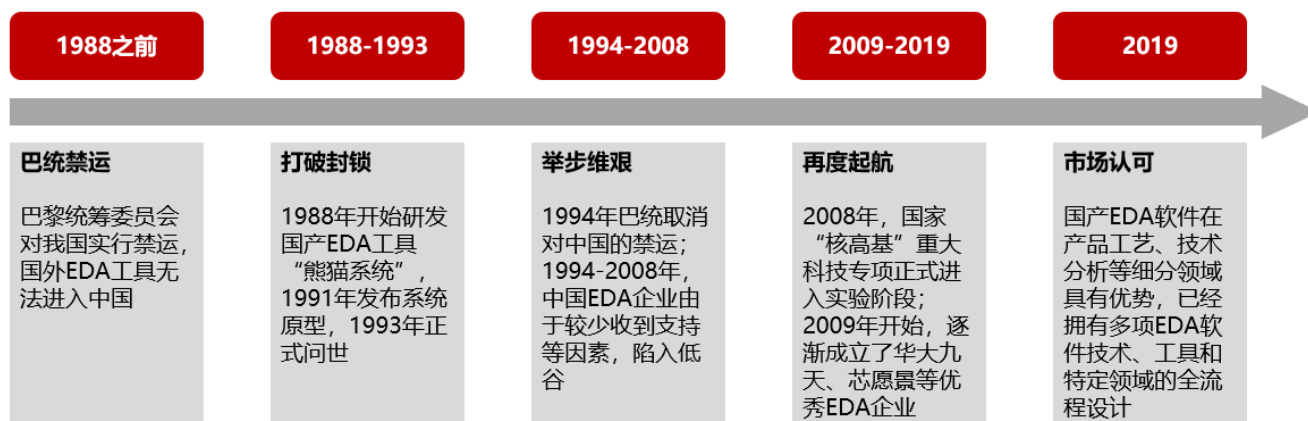 1988之前
1988-1993
1994-2008
2009-2019
2019
巴统禁运
巴黎统筹委员会
对我国实行禁运，
国外EDA工具无
法进入中国
打破封锁
1988年开始研发
国产EDA工具
“熊猫系统”，
1991年发布系统
原型，1993年正
式问世
举步维艰
1994年巴统取消
对中国的禁运；
1994-2008年，
中国EDA企业由
于较少收到支持
等因素，陷入低
谷
再度起航
2008年，国家
“核高基”重大
科技专项正式进
入实验阶段；
2009年开始，逐
渐成立了华大九
天、芯愿景等优
秀EDA企业
市场认可
国产EDA软件在
产品工艺、技术
分析等细分领域
具有优势，已经
拥有多项EDA软
件技术、工具和
特定领域的全流
程设计